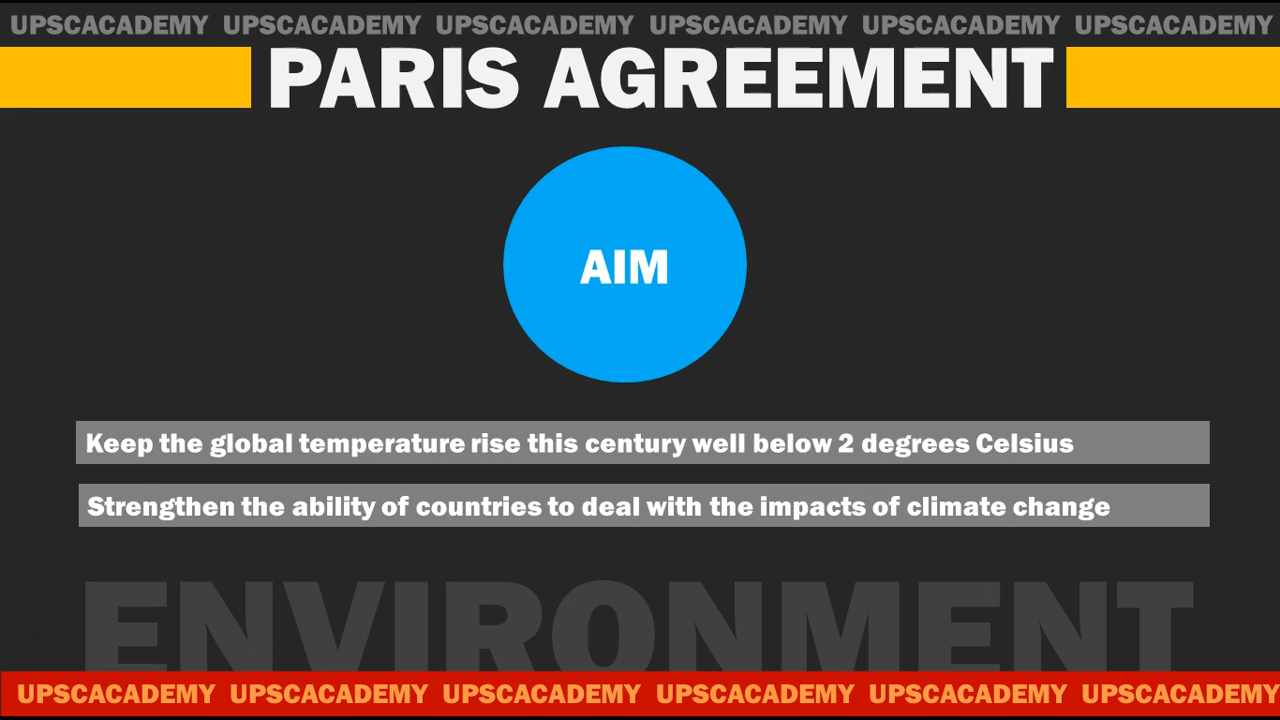 UPSCACADEMY UPSCACADEMY UPSCACADEMY UPSCACADEMY UPSCACADEMY UPSCACADEMY
PARIS AGREEMENT
AIM
Keep the global temperature rise this century well below 2 degrees Celsius
Strengthen the ability of countries to deal with the impacts of climate change
ENVIRONMENT
UPSCACADEMY UPSCACADEMY UPSCACADEMY UPSCACADEMY UPSCACADEMY UPSCACADEMY